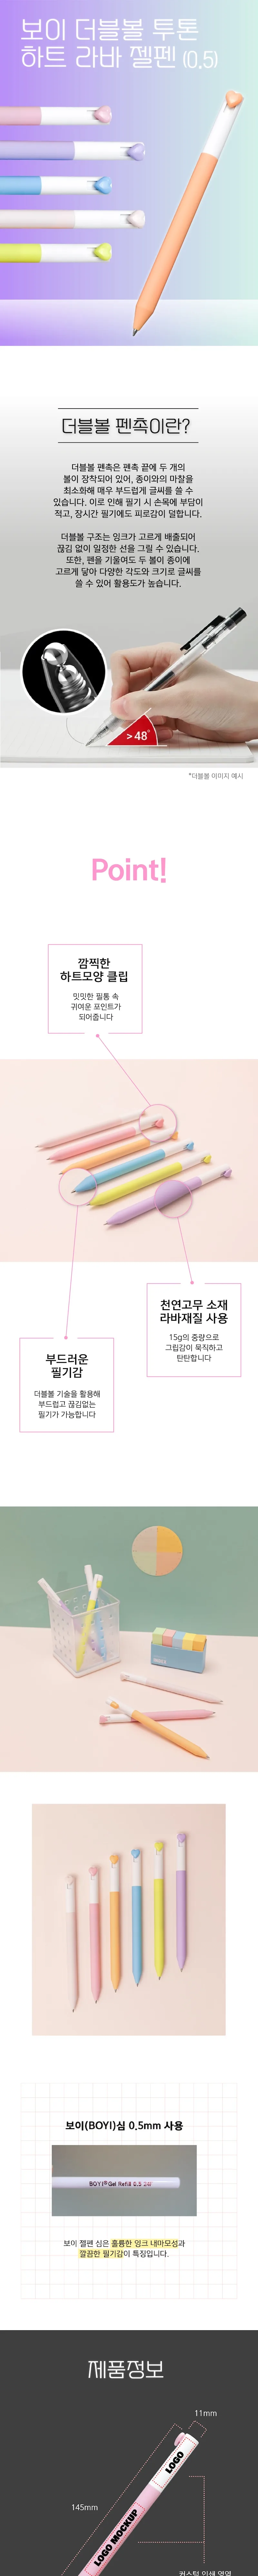 보이 더블볼 투톤
하트 라바 젤펜 (0.5)
더블볼 펜촉이란?
더블볼 펜촉은 펜촉 끝에 두 개의
볼이 장착되어 있어, 종이와의 마찰을
최소화해 매우 부드럽게 글씨를 쓸 수
있습니다. 이로 인해 필기 시 손목에 부담이
적고, 장시간 필기에도 피로감이 덜합니다.
더블볼 구조는 잉크가 고르게 배출되어
끊김 없이 일정한 선을 그릴 수 있습니다.
또한, 펜을 기울여도 두 볼이 종이에
고르게 닿아 다양한 각도와 크기로 글씨를
쓸 수 있어 활용도가 높습니다.
> 48°
*더블볼 이미지 예시
Point!
깜찍한
하트모양 클립
밋밋한 필통 속
귀여운 포인트가
되어줍니다
천연고무 소재
라바재질 사용
15g의 중량으로
그립감이 묵직하고
탄탄합니다
부드러운
필기감
더블볼 기술을 활용해
부드럽고 끊김없는
필기가 가능합니다
보이(BOYI)심 0.5mm 사용
BOYI® Gel Refill 0.5
보이 젤펜 심은 훌륭한 잉크 내마모성과
깔끔한 필기감이 특징입니다.
제품정보
11mm
LOGO
145mm
LOGO MOCKUP
커스텀 인쇄 영역